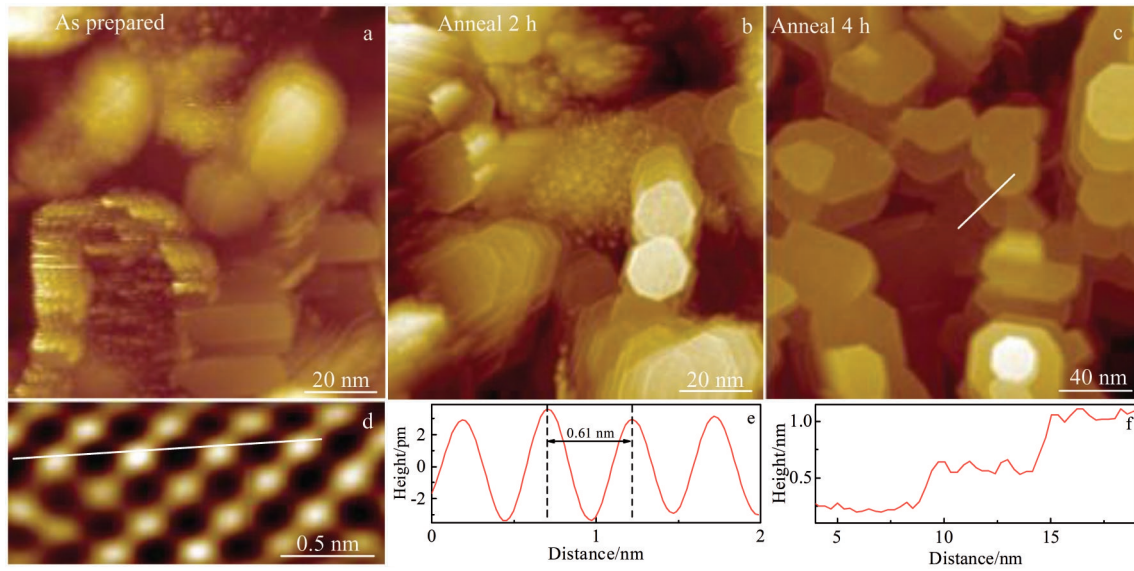 As prepared
a
20 nm
Anneal 2 h
b
20 nm
Anneal 4 h
c
40 nm
d
0.5 nm
e
0.61 nm
Height/pm
2
0
-2
0
1
2
Distance/nm
f
Height/nm
1.0
0.5
5
10
15
Distance/nm